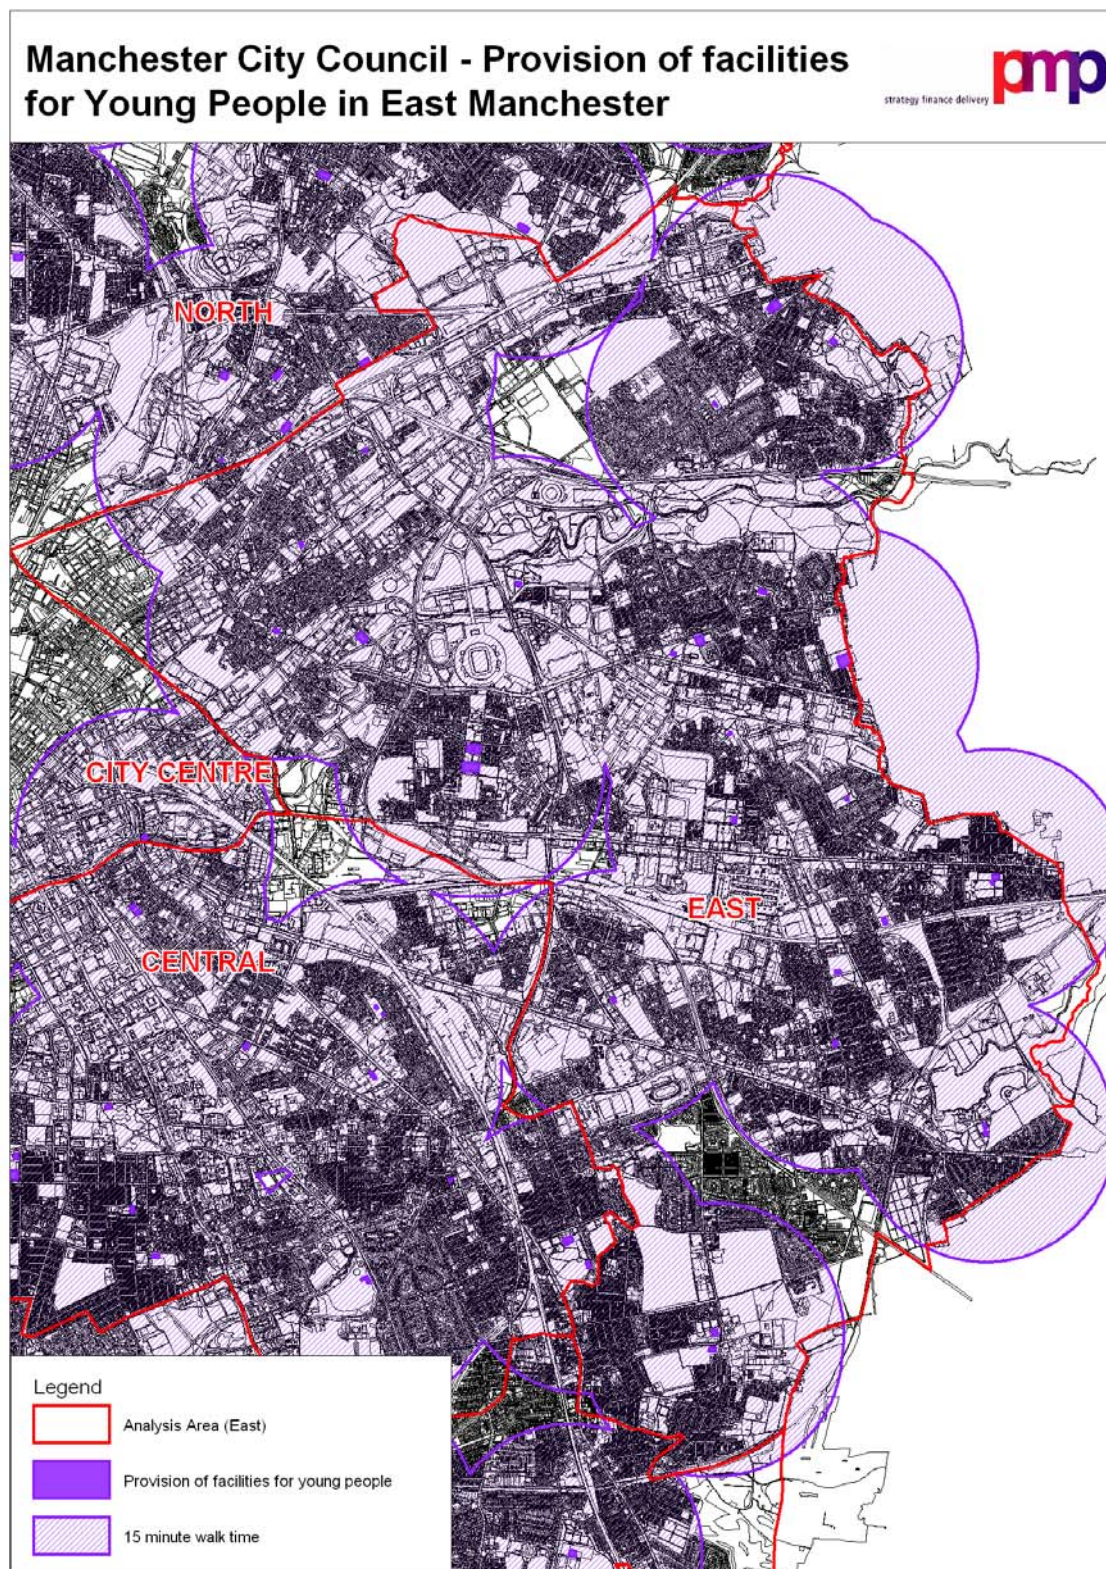 Manchester City Council - Provision of facilities
for Young People in East Manchester
strategy finance delivery pmp
NORTH
CITY CENTRE
EAST
CENTRAL
Legend
Analysis Area (East)
Provision of facilities for young people
15 minute walk time